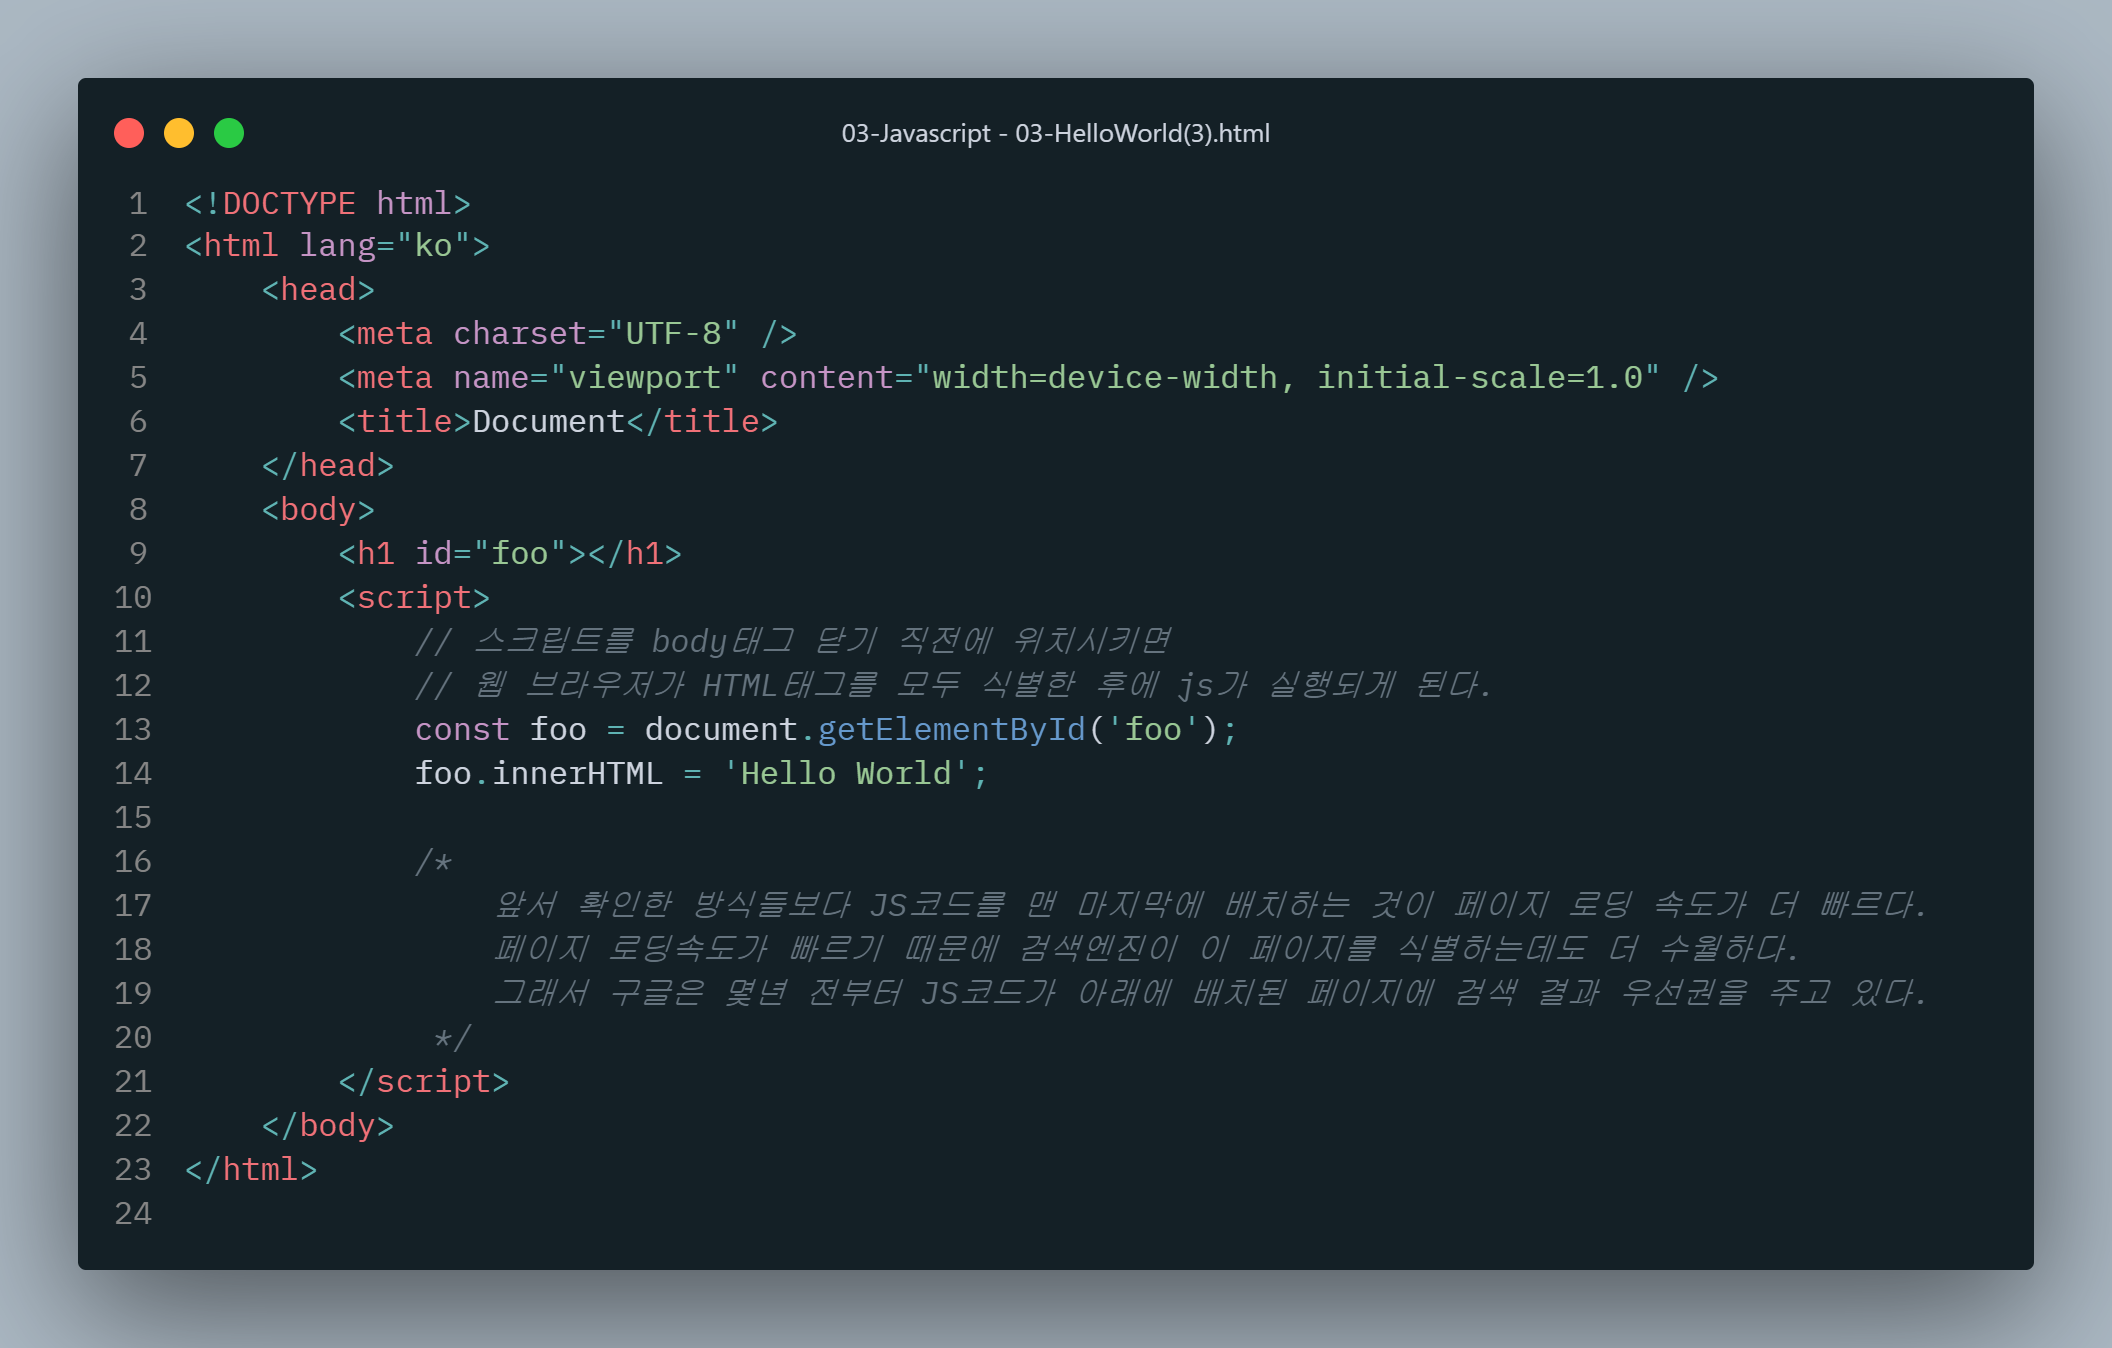 03-Javascript - 03-HelloWorld(3).html
1 <!DOCTYPE html>
2 <html lang="ko">
3     <head>
4         <meta charset="UTF-8" />
5         <meta name="viewport" content="width=device-width, initial-scale=1.0" />
6         <title>Document</title>
7     </head>
8     <body>
9         <h1 id="foo"></h1>
10         <script>
11             // 스크립트를 body태그 닫기 직전에 위치시키면
12             // 웹 브라우저가 HTML태그를 모두 식별한 후에 js가 실행되게 된다.
13             const foo = document.getElementById('foo');
14             foo.innerHTML = 'Hello World';
15
16             /*
17                 앞서 확인한 방식들보다 JS코드를 맨 마지막에 배치하는 것이 페이지 로딩 속도가 더 빠르다.
18                 페이지 로딩속도가 빠르기 때문에 검색엔진이 이 페이지를 식별하는데도 더 수월하다.
19                 그래서 구글은 몇년 전부터 JS코드가 아래에 배치된 페이지에 검색 결과 우선권을 주고 있다.
20              */
21         </script>
22     </body>
23 </html>
24